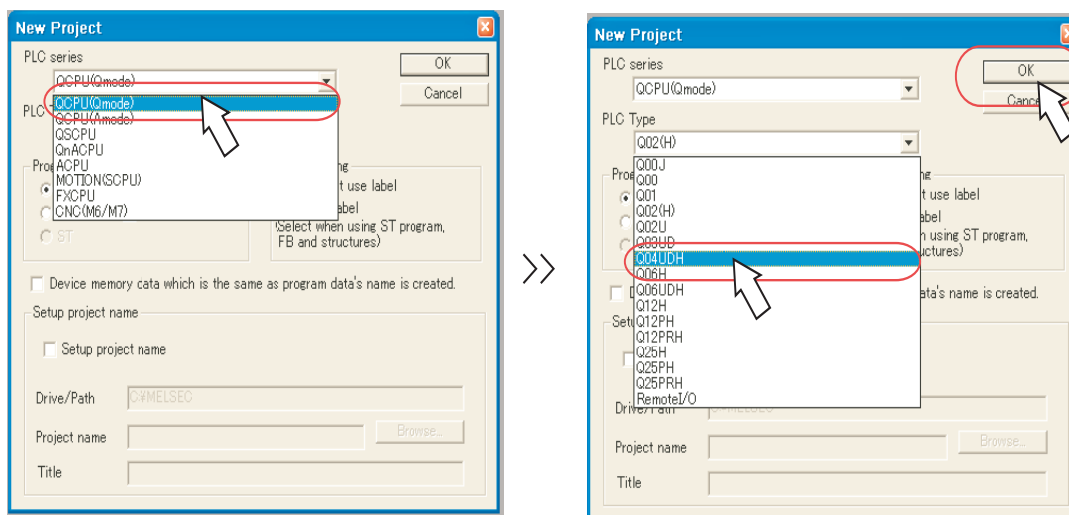 New Project
PLC series
QCPU(Qmode)
OK
Cancel
PLC
QCPU(Qmode)
QCPU(Amode)
QSCPU
QnACPU
ACPU
MOTION(SCPU)
FXCPU
CNC(M6/M7)
t use label
abel
(Select when using ST program,
FB and structures)
ST
Device memory cata which is the same as program data's name is created.
Setup project name
Setup project name
Drive/Path
C:¥MELSEC
Project name
Browse..
Title
New Project
PLC series
QCPU(Qmode)
OK
PLC Type
Q02(H)
Q00J
Q00
Q01
Q02(H)
Q02U
Q03UD
Q04UDH
Q06H
Q06UDH
Q12H
Q12PH
Q12PRH
Q25H
Q25PH
Q25PRH
RemoteI/O
t use label
abel
n using ST program,
uctures)
ata's name is created.
Project name
Browse..
Title